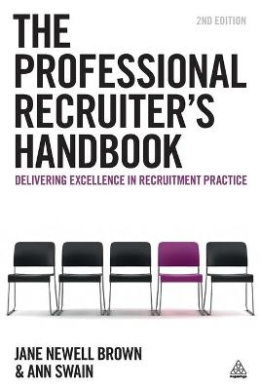 2ND EDITION
THE
PROFESSIONAL
RECRUITER'S
HANDBOOK
DELIVERING EXCELLENCE IN RECRUITMENT PRACTICE
JANE NEWELL BROWN
& ANN SWAIN